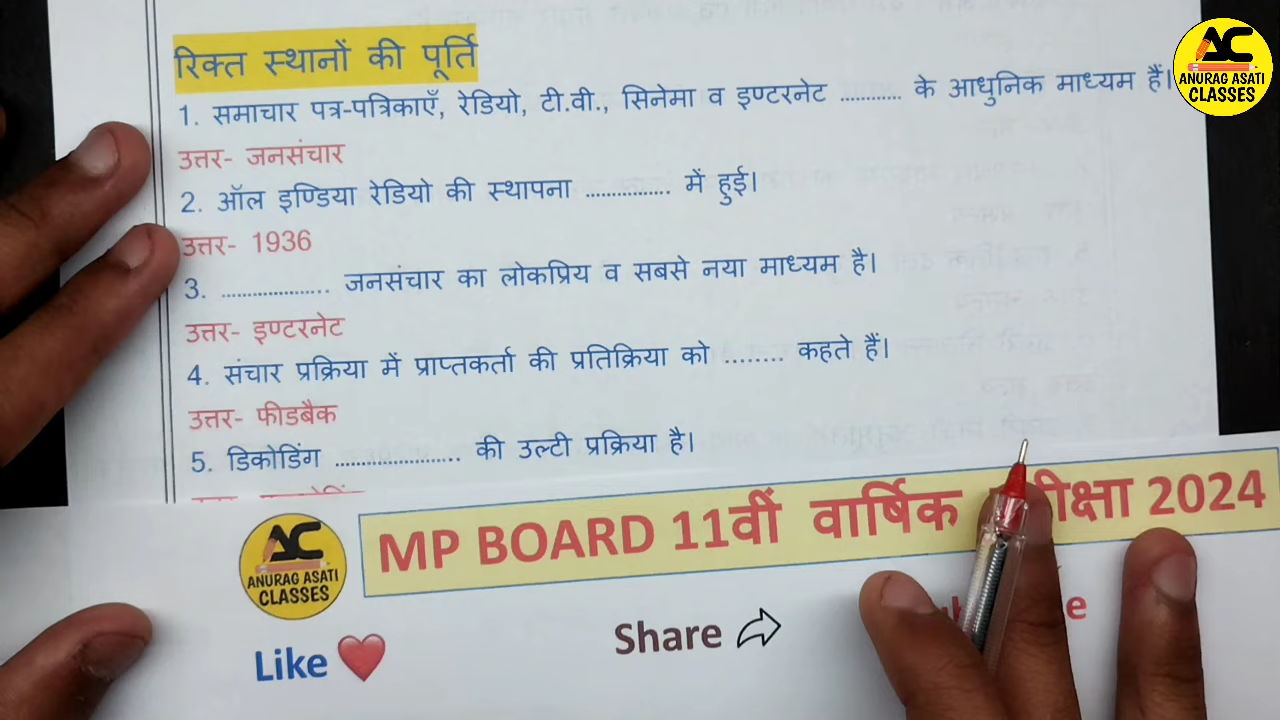 रिक्त स्थानों की पूर्ति
1. समाचार पत्र-पत्रिकाएँ, रेडियो, टी.वी., सिनेमा व इण्टरनेट ............ के आधुनिक माध्यम हैं।
उत्तर- जनसंचार
2. ऑल इण्डिया रेडियो की स्थापना ................ में हुई।
उत्तर- 1936
3. .................... जनसंचार का लोकप्रिय व सबसे नया माध्यम है।
उत्तर- इण्टरनेट
4. संचार प्रक्रिया में प्राप्तकर्ता की प्रतिक्रिया को ........ कहते हैं।
उत्तर- फीडबैक
5. डिकोडिंग ....................... की उल्टी प्रक्रिया है।
MP BOARD 11वीं वार्षिक 2024
AC
ANURAG ASATI
CLASSES
Like
Share
AC
ANURAG ASATI
CLASSES